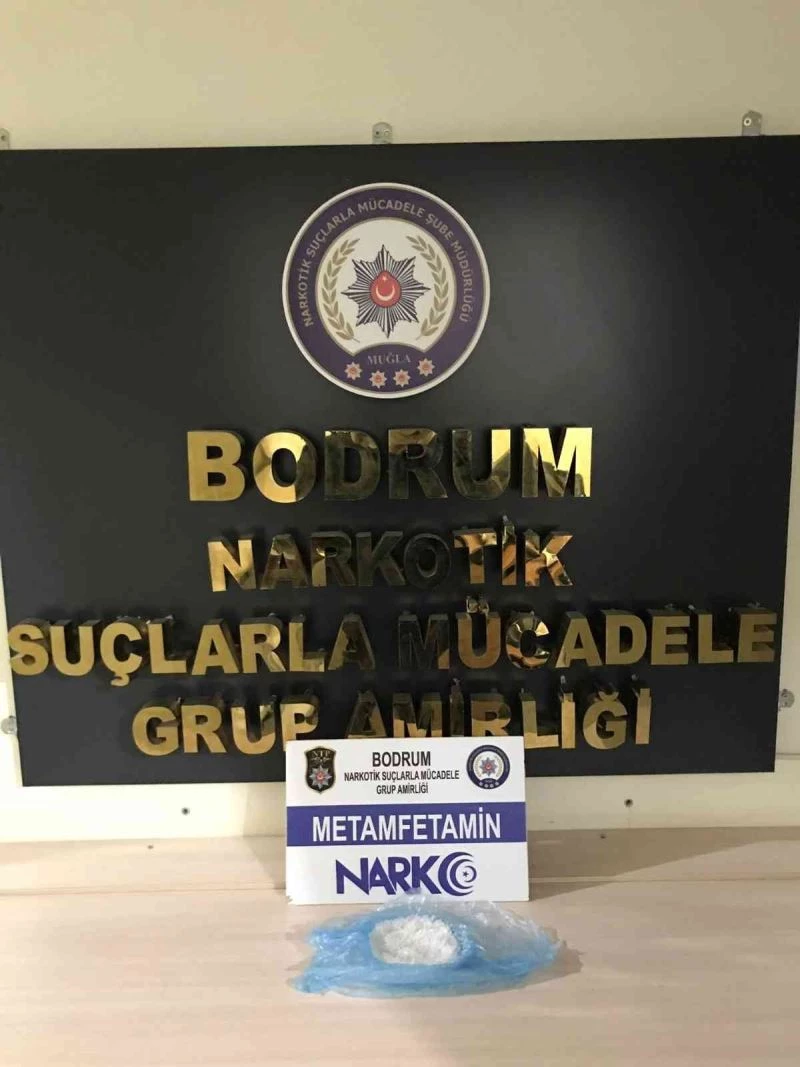 NARKOTİK SUÇLARLA MÜCADELE ŞUBE MÜDÜRLÜĞÜ
MUĞLA
BODRUM
NARKOTİK
SUÇLARLA MÜCADELE
GRUP AMİRLİĞİ
NTP
BODRUM
NARKOTİK SUÇLARLA MÜCADELE
GRUP AMİRLİĞİ
METAMFETAMİN
NARKO